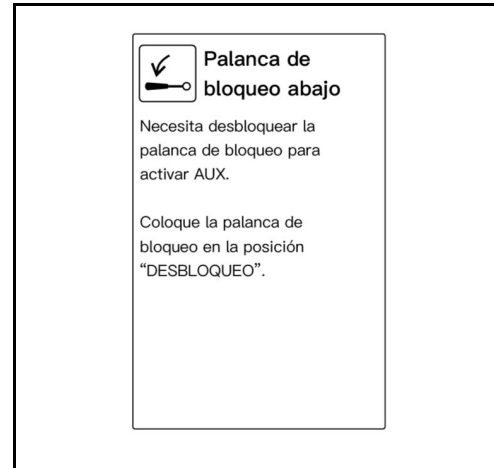 Palanca de
bloqueo abajo
Necesita desbloquear la
palanca de bloqueo para
activar AUX.
Coloque la palanca de
bloqueo en la posición
“DESBLOQUEO”.